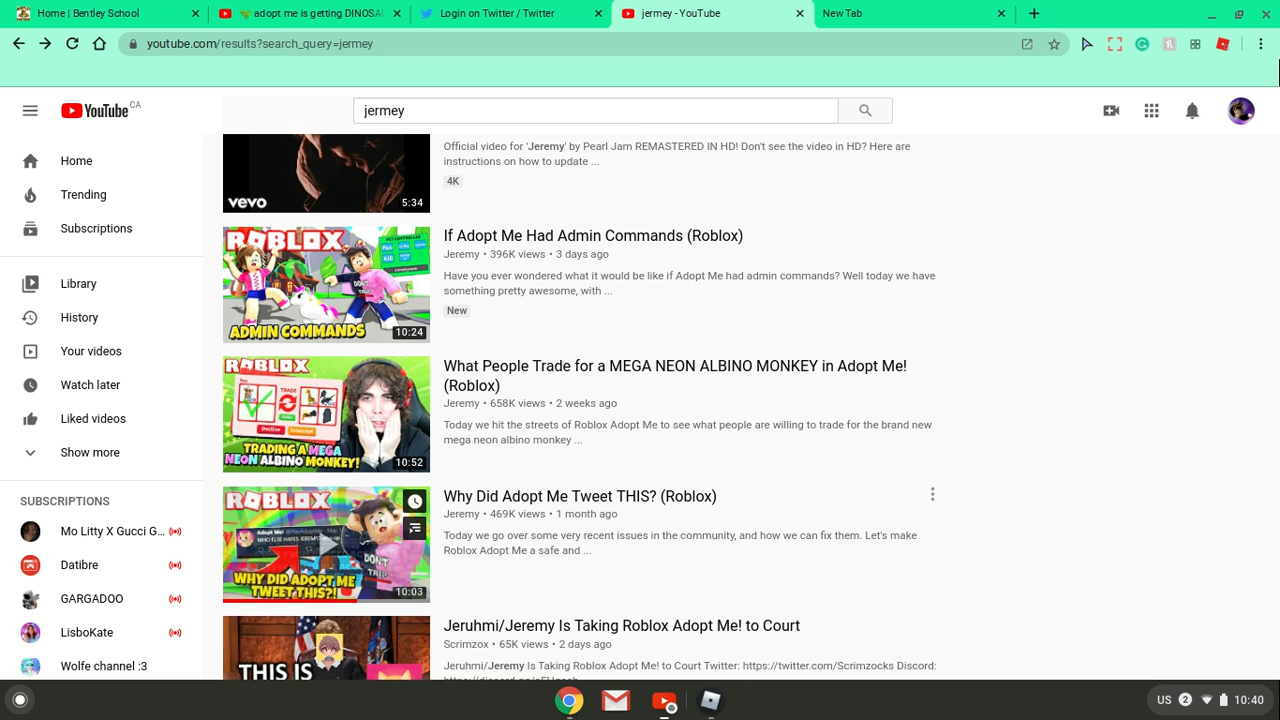 Home | Bentley School
adopt me is getting DINOSA
Login on Twitter / Twitter
jermey - YouTube
New Tab
youtube.com/results?search_query=jermey
YouTube CA
jermey
Home
Trending
Subscriptions
Library
History
Your videos
Watch later
Liked videos
Show more
SUBSCRIPTIONS
Mo Litty X Gucci G...
Datibre
GARGADOO
LisboKate
Wolfe channel :3
vevo
5:34
Official video for 'Jeremy' by Pearl Jam REMASTERED IN HD! Don't see the video in HD? Here are
instructions on how to update ...
4K
ROBLOX
ADMIN COMMANDS
10:24
If Adopt Me Had Admin Commands (Roblox)
Jeremy • 396K views • 3 days ago
Have you ever wondered what it would be like if Adopt Me had admin commands? Well today we have
something pretty awesome, with ...
New
ROBLOX
TRADE
TRADING A MEGA
NEON ALBINO MONKEY!
10:52
What People Trade for a MEGA NEON ALBINO MONKEY in Adopt Me!
(Roblox)
Jeremy • 658K views • 2 weeks ago
Today we hit the streets of Roblox Adopt Me to see what people are willing to trade for the brand new
mega neon albino monkey ...
ROBLOX
Adopt Me!
DON'T
TRIP
WHY DID ADOPT ME
TWEET THIS?!
10:03
Why Did Adopt Me Tweet THIS? (Roblox)
Jeremy • 469K views • 1 month ago
Today we go over some very recent issues in the community, and how we can fix them. Let's make
Roblox Adopt Me a safe and ...
THIS IS
Jeruhmi/Jeremy Is Taking Roblox Adopt Me! to Court
Scrimzox • 65K views • 2 days ago
Jeruhmi/Jeremy Is Taking Roblox Adopt Me! to Court Twitter: https://twitter.com/Scrimzocks Discord:
US 2 10:40